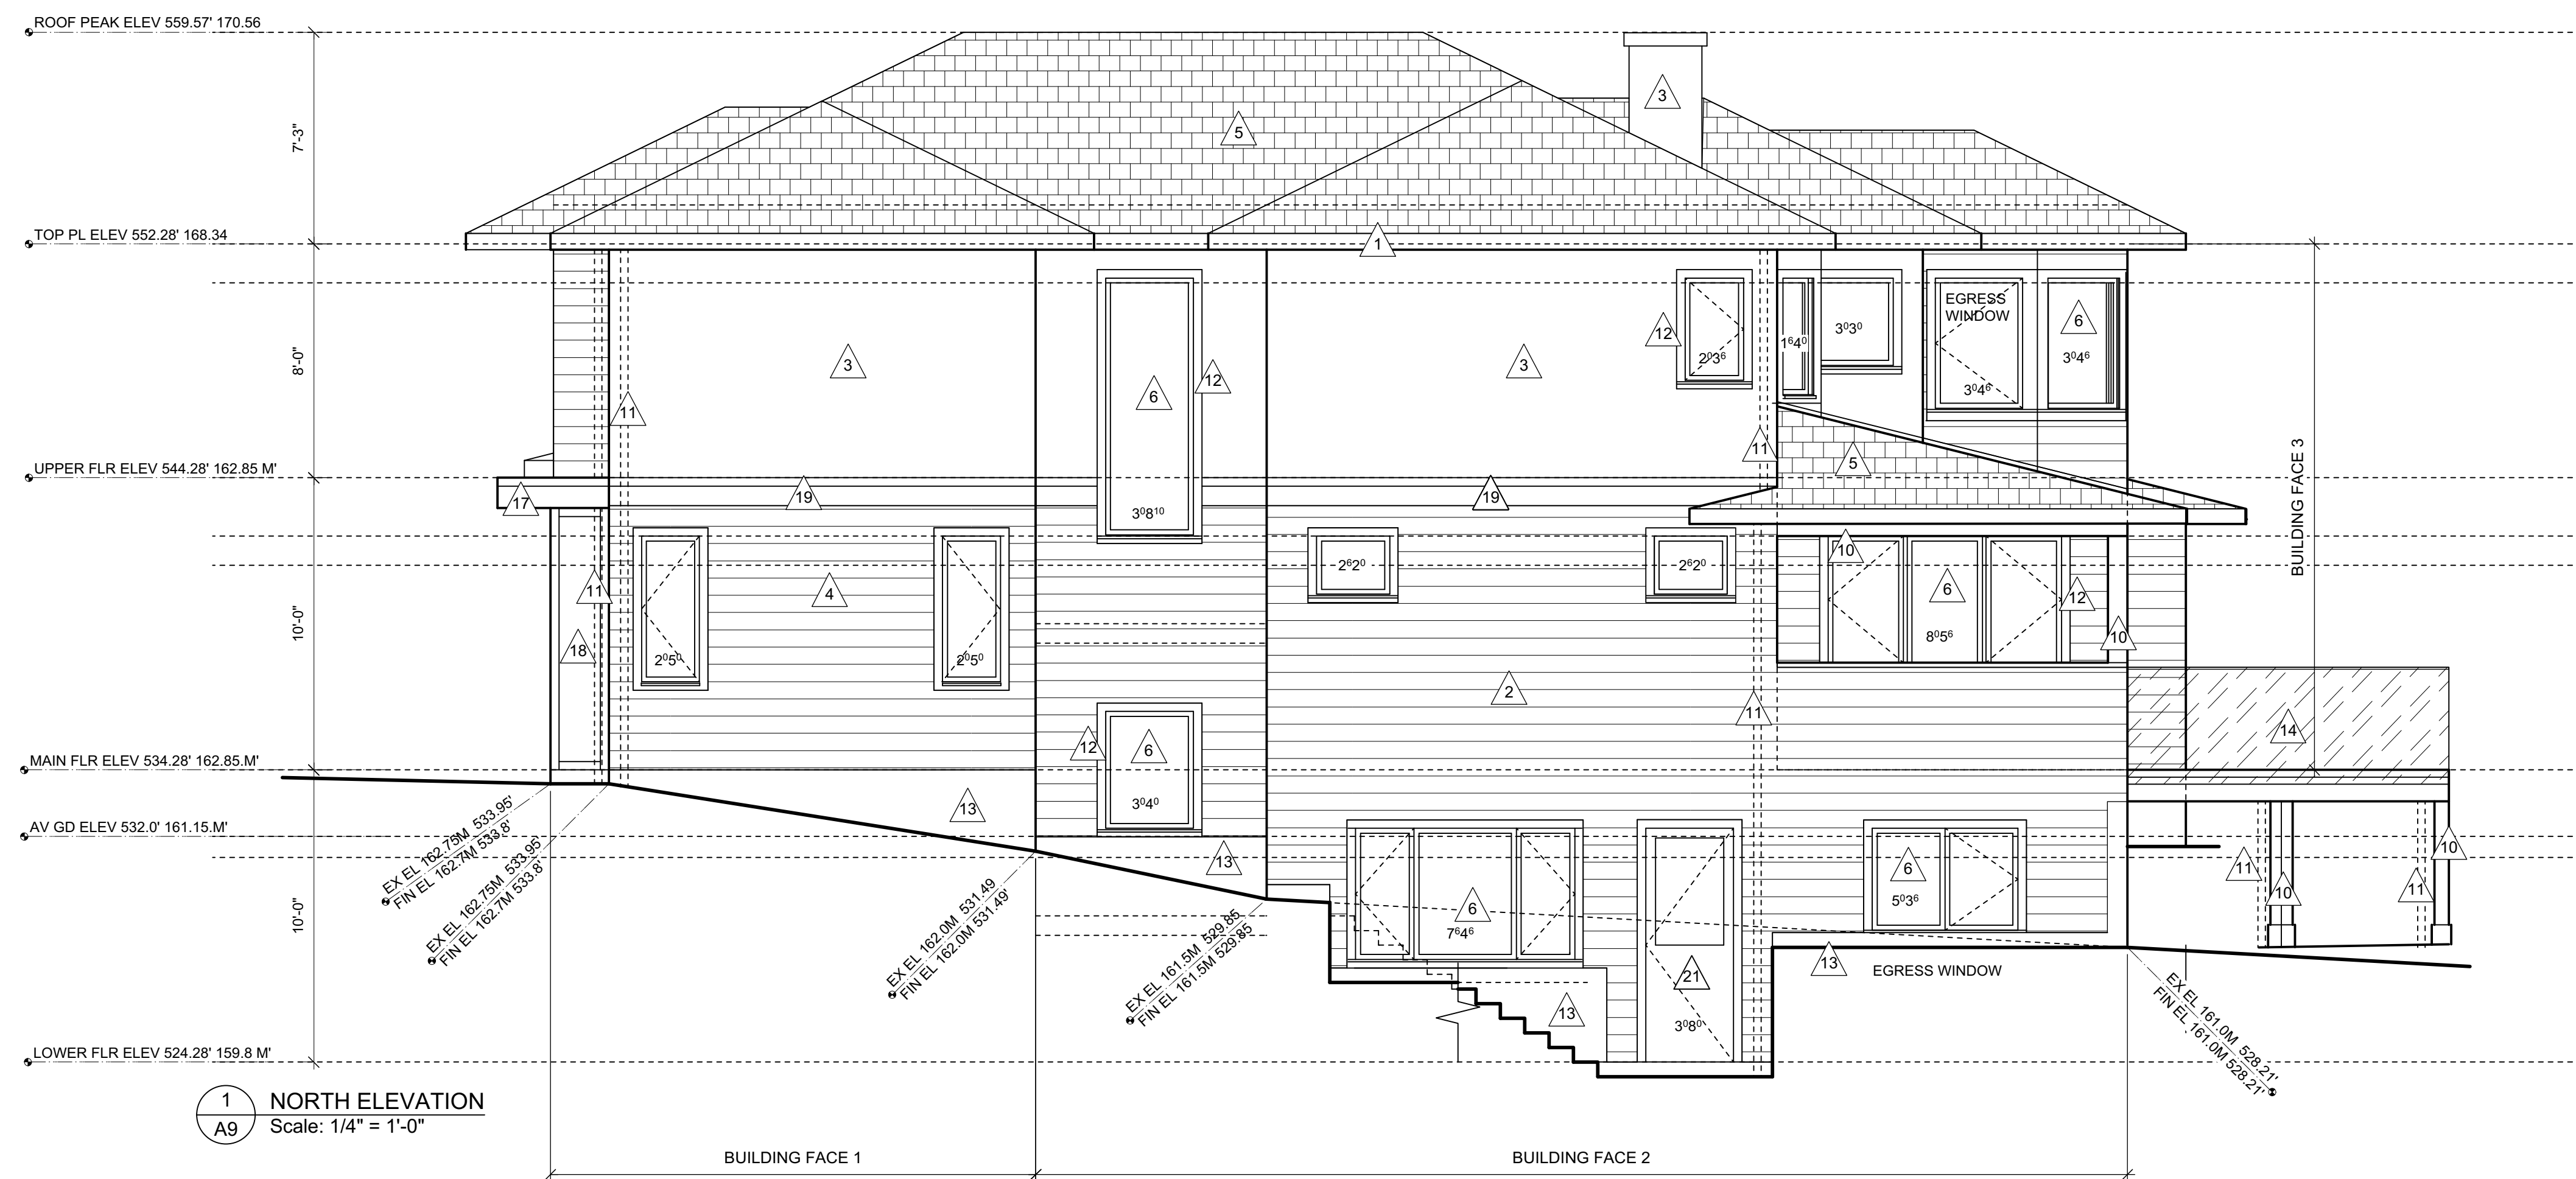 ROOF PEAK ELEV 559.57' 170.56
7'-3"
3
5
TOP PL ELEV 552.28' 168.34
1
8'-0"
EGRESS
WINDOW
6
3⁰3⁰
12
1⁶4⁰
2⁰3⁶
3⁰4⁶
3⁰4⁶
3
3
12
6
11
11
5
BUILDING FACE 3
UPPER FLR ELEV 544.28' 162.85 M'
17
19
19
3⁰8¹⁰
10
2⁶2⁰
2⁶2⁰
11
4
6
12
10'-0"
8⁰5⁶
10
18
2⁰5⁰
2⁰5⁰
2
11
14
12
6
MAIN FLR ELEV 534.28' 162.85.M'
3⁰4⁰
13
EX EL 162.75M 533.95'
FIN EL 162.7M 533.8'
AV GD ELEV 532.0' 161.15.M'
EX EL 162.75M 533.95'
FIN EL 162.7M 533.8'
13
6
5⁰3⁶
11
10
11
10
10'-0"
EX EL 162.0M 531.49
FIN EL 162.0M 531.49'
EX EL 161.5M 529.85
FIN EL 161.5M 529.85
6
7⁶4⁶
13
EGRESS WINDOW
21
3⁰8⁰
13
EX EL 161.0M 528.21'
FIN EL 161.0M 528.21'
LOWER FLR ELEV 524.28' 159.8 M'
1
A9
NORTH ELEVATION
Scale: 1/4" = 1'-0"
BUILDING FACE 1
BUILDING FACE 2